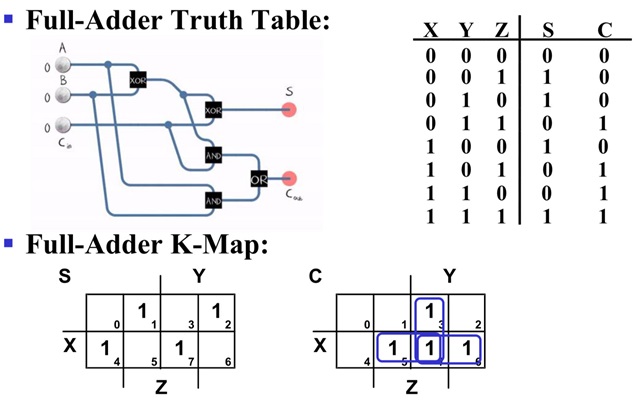 ▪ Full-Adder Truth Table:
A
0
B
0
0
C in
XOR
XOR
S
AND
AND
OR
C out
X Y Z S C
0 0 0 0 0
0 0 1 1 0
0 1 0 1 0
0 1 1 0 1
1 0 0 1 0
1 0 1 0 1
1 1 0 0 1
1 1 1 1 1
▪ Full-Adder K-Map:
S Y
0 1 1 3 1 2
X 1 4 5 1 7 6
Z
C Y
0 1 1 3 2
X 4 1 5 1 7 1 6
Z